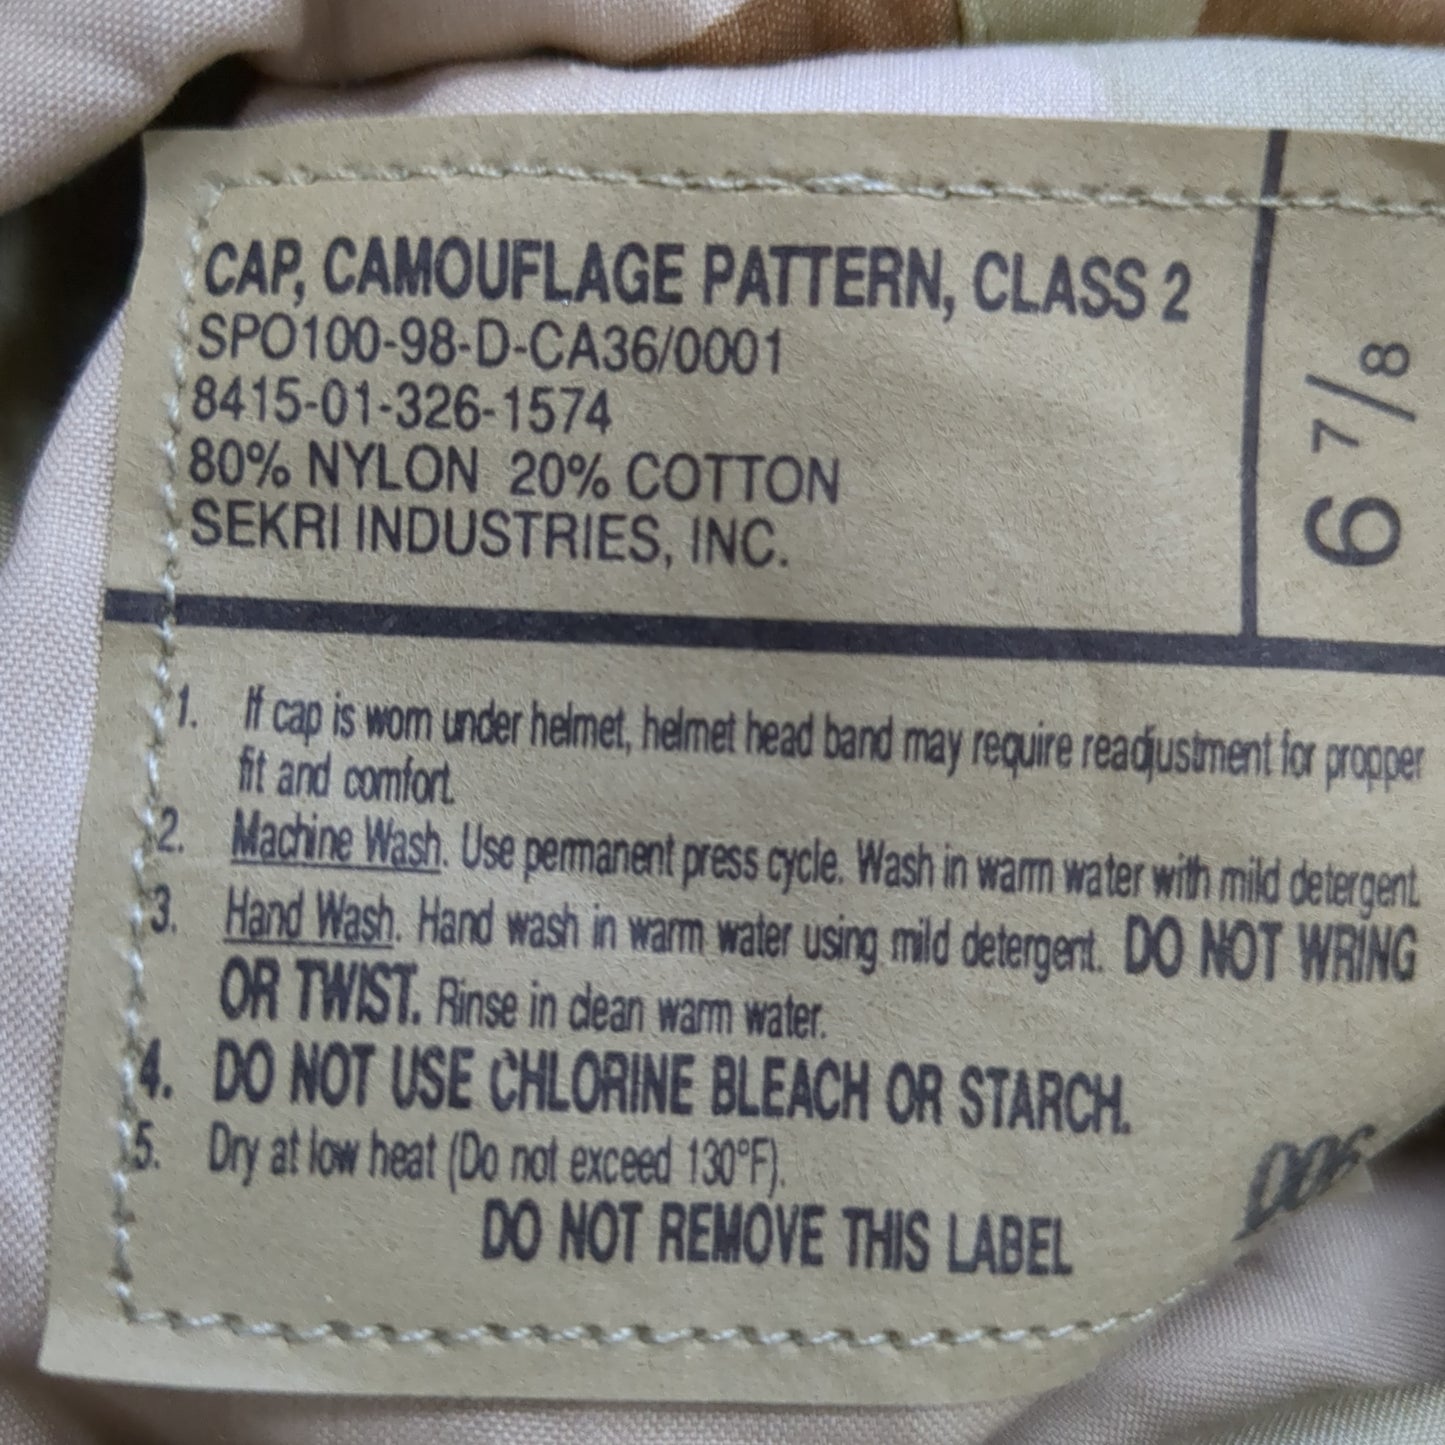 CAP, CAMOUFLAGE PATTERN, CLASS 2
SPO100-98-D-CA36/0001
8415-01-326-1574
80% NYLON 20% COTTON
SEKRI INDUSTRIES, INC.
6 7/8
1. If cap is worn under helmet, helmet head band may require readjustment for propper
fit and comfort.
2. Machine Wash. Use permanent press cycle. Wash in warm water with mild detergent.
3. Hand Wash. Hand wash in warm water using mild detergent. DO NOT WRING
OR TWIST. Rinse in clean warm water.
4. DO NOT USE CHLORINE BLEACH OR STARCH.
5. Dry at low heat (Do not exceed 130°F).
DO NOT REMOVE THIS LABEL